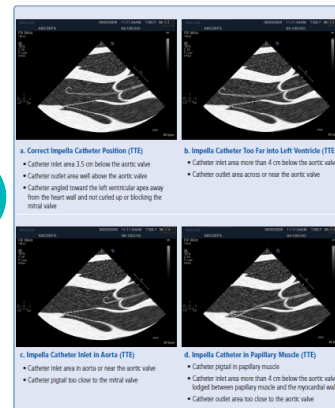 a. Correct Impella Catheter Position (TTE)
• Catheter inlet area 3.5 cm below the aortic valve
• Catheter outlet area well above the aortic valve
• Catheter angled toward the left ventricular apex away
from the heart wall and not curled up or blocking the
mitral valve
b. Impella Catheter Too Far into Left Ventricle (TTE)
• Catheter inlet area more than 4 cm below the aortic valve
• Catheter outlet area across or near the aortic valve
c. Impella Catheter Inlet in Aorta (TTE)
• Catheter inlet area in aorta or near the aortic valve
• Catheter pigtail too close to the mitral valve
d. Impella Catheter in Papillary Muscle (TTE)
• Catheter pigtail in papillary muscle
• Catheter inlet area more than 4 cm below the aortic valve
lodged between papillary muscle and the myocardial wall
• Catheter outlet area too close to the aortic valve